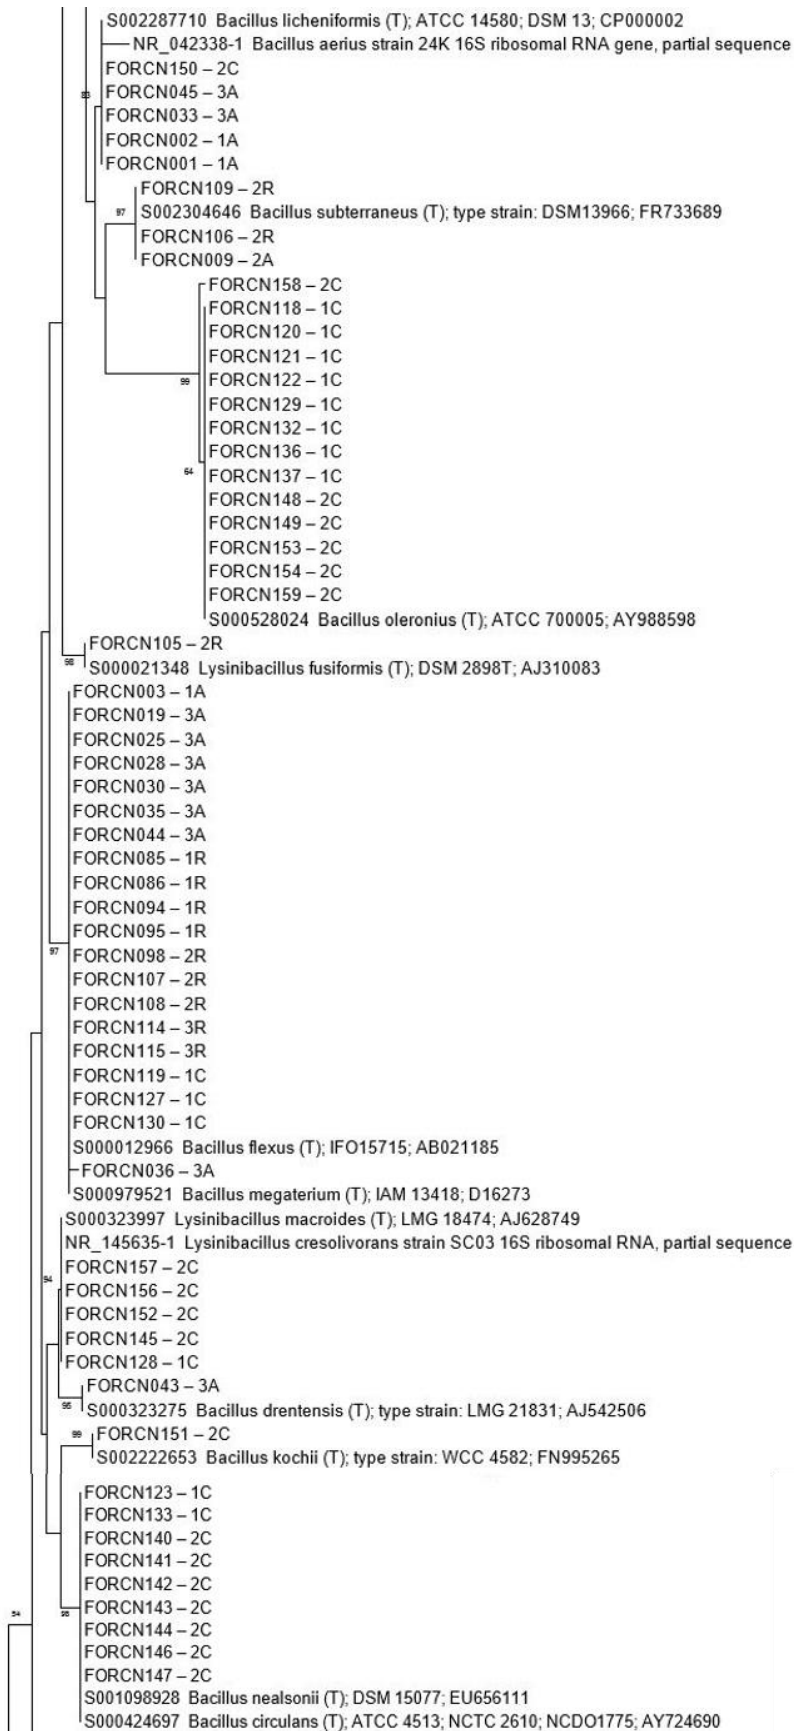 S002287710 Bacillus licheniformis (T); ATCC 14580; DSM 13; CP000002
NR_042338-1 Bacillus aerius strain 24K 16S ribosomal RNA gene, partial sequence
FORCN150 – 2C
83
FORCN045 – 3A
FORCN033 – 3A
FORCN002 – 1A
FORCN001 – 1A
FORCN109 – 2R
97
S002304646 Bacillus subterraneus (T); type strain: DSM13966; FR733689
FORCN106 – 2R
FORCN009 – 2A
FORCN158 – 2C
FORCN118 – 1C
FORCN120 – 1C
FORCN121 – 1C
99
FORCN122 – 1C
FORCN129 – 1C
FORCN132 – 1C
FORCN136 – 1C
64
FORCN137 – 1C
FORCN148 – 2C
FORCN149 – 2C
FORCN153 – 2C
FORCN154 – 2C
FORCN159 – 2C
S000528024 Bacillus oleronius (T); ATCC 700005; AY988598
FORCN105 – 2R
98
S000021348 Lysinibacillus fusiformis (T); DSM 2898T; AJ310083
FORCN003 – 1A
FORCN019 – 3A
FORCN025 – 3A
FORCN028 – 3A
FORCN030 – 3A
FORCN035 – 3A
FORCN044 – 3A
FORCN085 – 1R
FORCN086 – 1R
FORCN094 – 1R
FORCN095 – 1R
97
FORCN098 – 2R
FORCN107 – 2R
FORCN108 – 2R
FORCN114 – 3R
FORCN115 – 3R
FORCN119 – 1C
FORCN127 – 1C
FORCN130 – 1C
S000012966 Bacillus flexus (T); IFO15715; AB021185
FORCN036 – 3A
S000979521 Bacillus megaterium (T); IAM 13418; D16273
S000323997 Lysinibacillus macroides (T); LMG 18474; AJ628749
NR_145635-1 Lysinibacillus cresolivorans strain SC03 16S ribosomal RNA, partial sequence
FORCN157 – 2C
94
FORCN156 – 2C
FORCN152 – 2C
FORCN145 – 2C
FORCN128 – 1C
FORCN043 – 3A
95
S000323275 Bacillus drentensis (T); type strain: LMG 21831; AJ542506
99
FORCN151 – 2C
S002222653 Bacillus kochii (T); type strain: WCC 4582; FN995265
FORCN123 – 1C
FORCN133 – 1C
FORCN140 – 2C
FORCN141 – 2C
FORCN142 – 2C
54
98
FORCN143 – 2C
FORCN144 – 2C
FORCN146 – 2C
FORCN147 – 2C
S001098928 Bacillus nealsonii (T); DSM 15077; EU656111
S000424697 Bacillus circulans (T); ATCC 4513; NCTC 2610; NCDO1775; AY724690